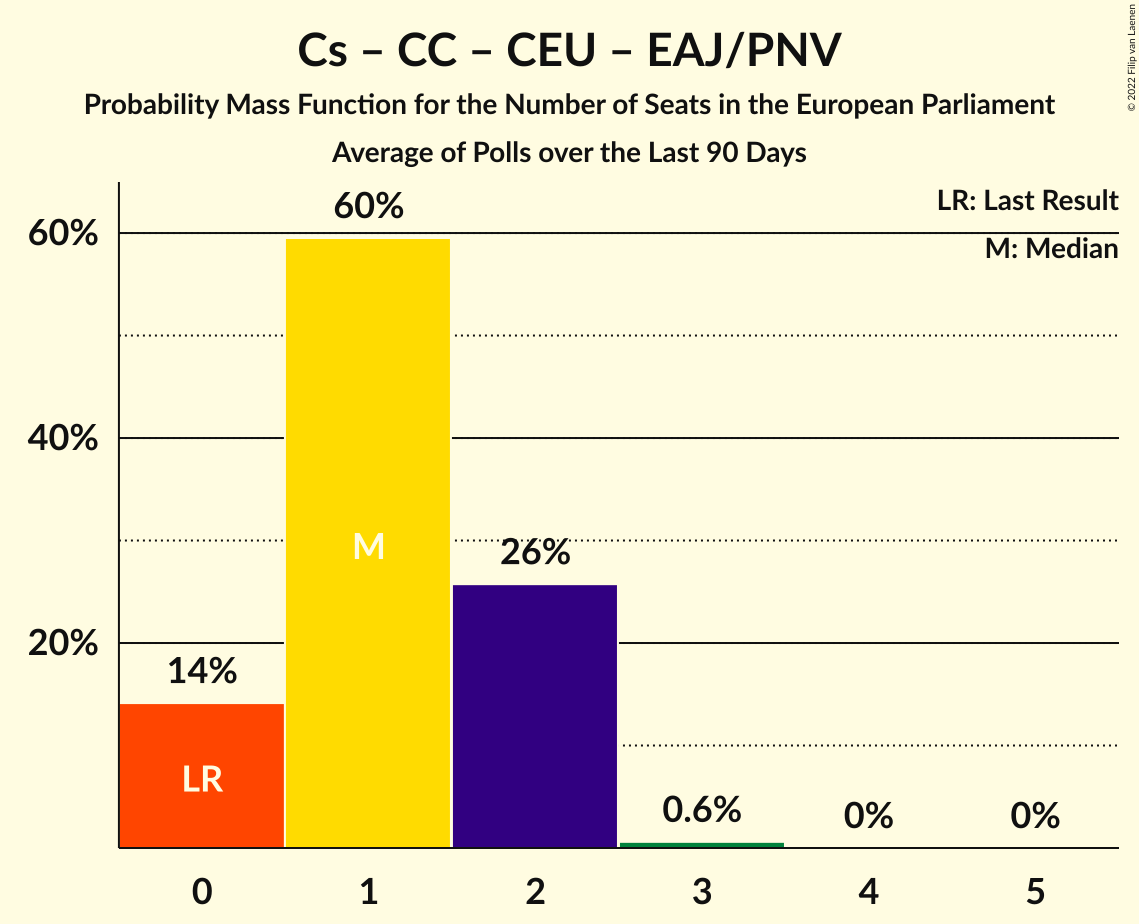 Cs – CC – CEU – EAJ/PNV
Probability Mass Function for the Number of Seats in the European Parliament
Average of Polls over the Last 90 Days
© 2022 Filip van Laenen
LR: Last Result
M: Median
60%
40%
20%
14%
60%
26%
0.6%
0%
0%
LR
M
0
1
2
3
4
5